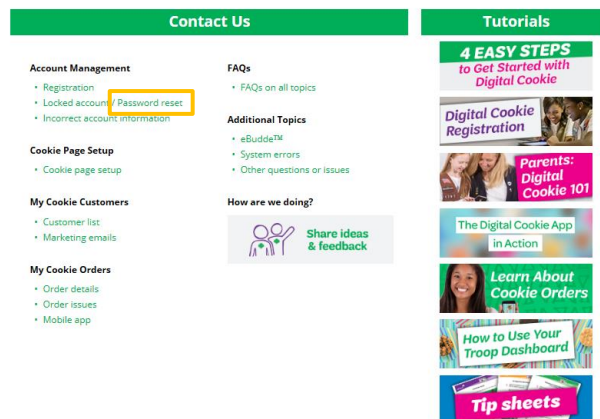 Contact Us
Account Management
Registration
Locked account / Password reset
Incorrect account information
Cookie Page Setup
Cookie page setup
My Cookie Customers
Customer list
Marketing emails
My Cookie Orders
Order details
Order issues
Mobile app
FAQs
FAQs on all topics
Additional Topics
eBudde™
System errors
Other questions or issues
How are we doing?
Share ideas
& feedback
Tutorials
4 EASY STEPS
to Get Started with
Digital Cookie
Digital Cookie
Registration
Parents:
Digital
Cookie 101
The Digital Cookie App
in Action
Learn About
Cookie Orders
How to Use Your
Troop Dashboard
Tip sheets